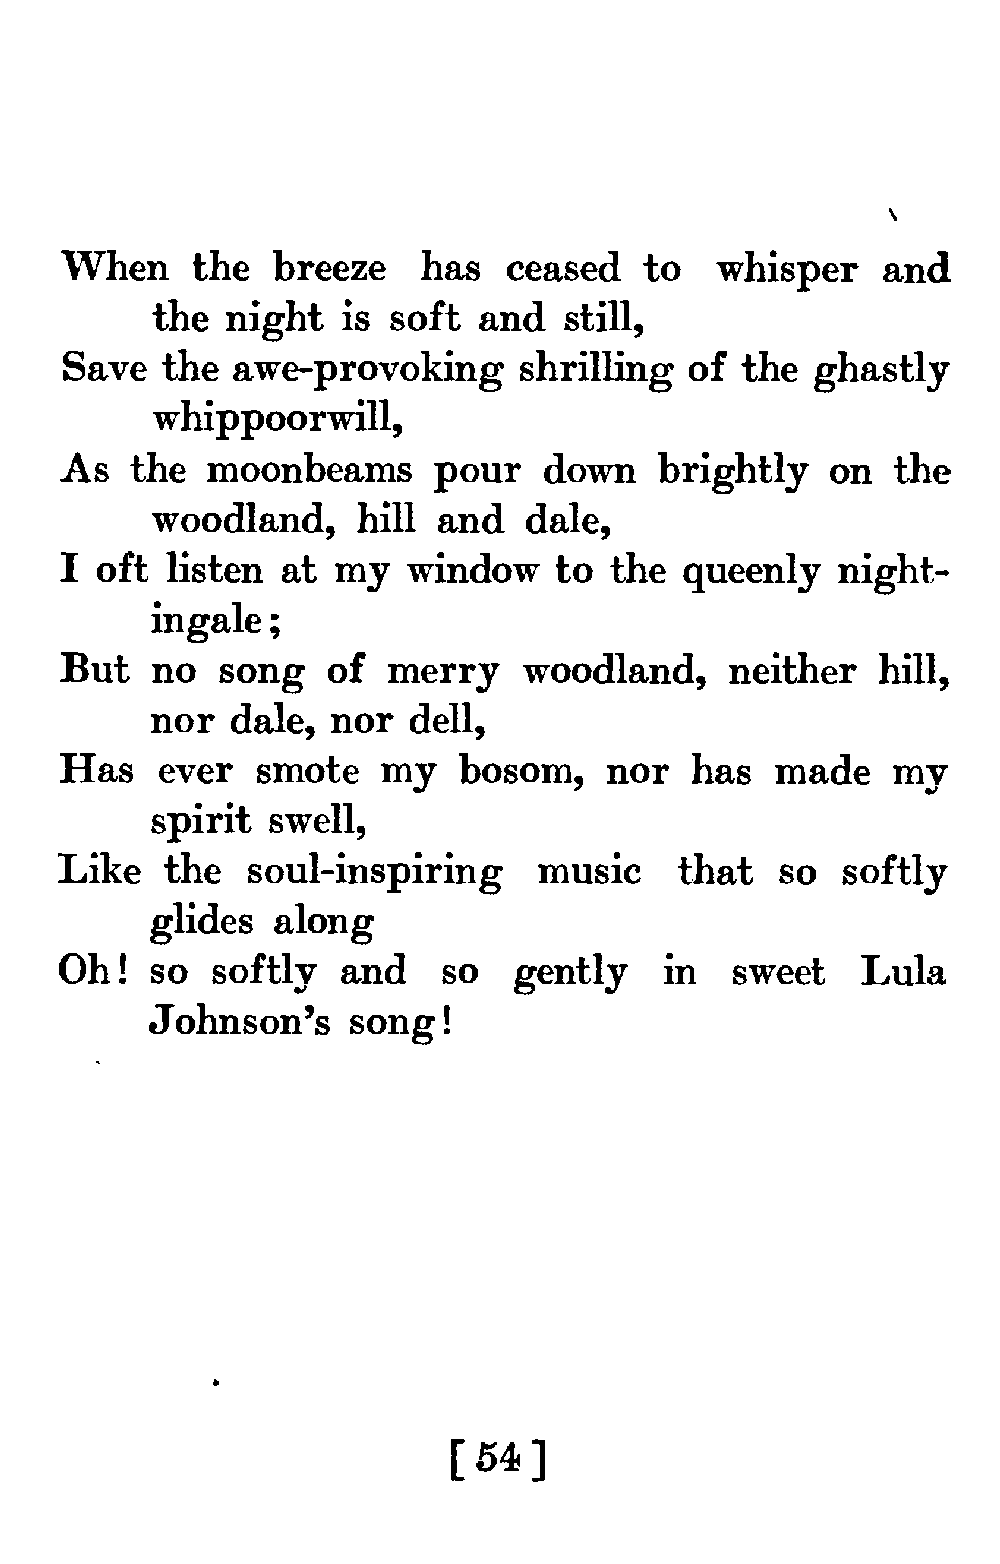 When the breeze has ceased to whisper and
the night is soft and still,
Save the awe-provoking shrilling of the ghastly
whippoorwill,
As the moonbeams pour down brightly on the
woodland, hill and dale,
I oft listen at my window to the queenly night-
ingale;
But no song of merry woodland, neither hill,
nor dale, nor dell,
Has ever smote my bosom, nor has made my
spirit swell,
Like the soul-inspiring music that so softly
glides along
Oh! so softly and so gently in sweet Lula
Johnson's song!
[54]